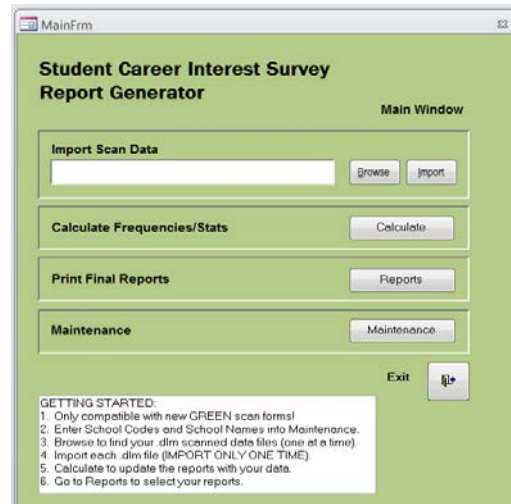 MainFrm
Student Career Interest Survey
Report Generator
Main Window
Import Scan Data
Browse
Import
Calculate Frequencies/Stats
Calculate
Print Final Reports
Reports
Maintenance
Maintenance
Exit
GETTING STARTED:
1. Only compatible with new GREEN scan forms!
2. Enter School Codes and School Names into Maintenance.
3. Browse to find your .dlm scanned data files (one at a time).
4. Import each .dlm file (IMPORT ONLY ONE TIME).
5. Calculate to update the reports with your data.
6. Go to Reports to select your reports.